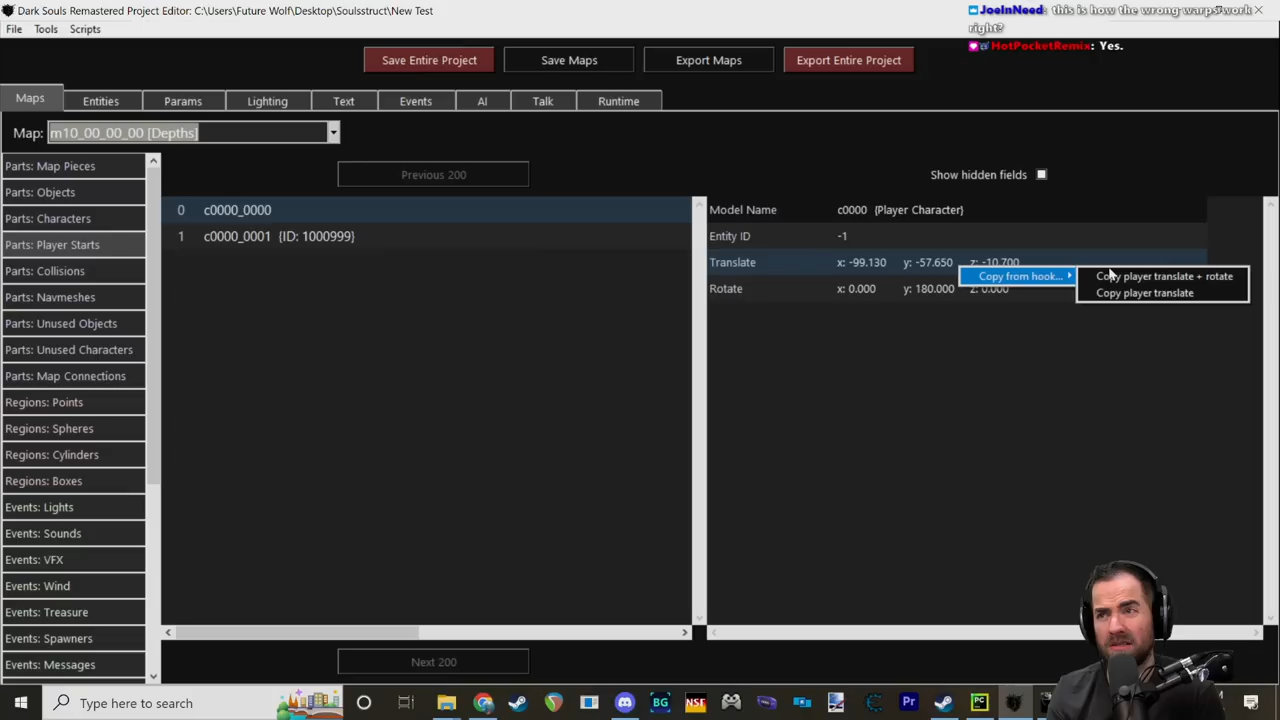 Dark Souls Remastered Project Editor: C:\Users\Future Wolf\Desktop\Soulsstruct\New Test
JoeInNeed: this is how the wrong warps work right?
HotPocketRemix: Yes.
File Tools Scripts
Save Entire Project Save Maps Export Maps Export Entire Project
Maps Entities Params Lighting Text Events AI Talk Runtime
Map: m10_00_00_00 [Depths]
Parts: Map Pieces
Parts: Objects
Parts: Characters
Parts: Player Starts
Parts: Collisions
Parts: Navmeshes
Parts: Unused Objects
Parts: Unused Characters
Parts: Map Connections
Regions: Points
Regions: Spheres
Regions: Cylinders
Regions: Boxes
Events: Lights
Events: Sounds
Events: VFX
Events: Wind
Events: Treasure
Events: Spawners
Events: Messages
Previous 200
0 c0000_0000
1 c0000_0001 {ID: 1000999}
Next 200
Show hidden fields
Model Name c0000 {Player Character}
Entity ID -1
Translate x: -99.130 y: -57.650 z: -10.700
Rotate x: 0.000 y: 180.000 z: 0.000
Copy from hook...
Copy player translate + rotate
Copy player translate
Type here to search
BG NSF Pr PC